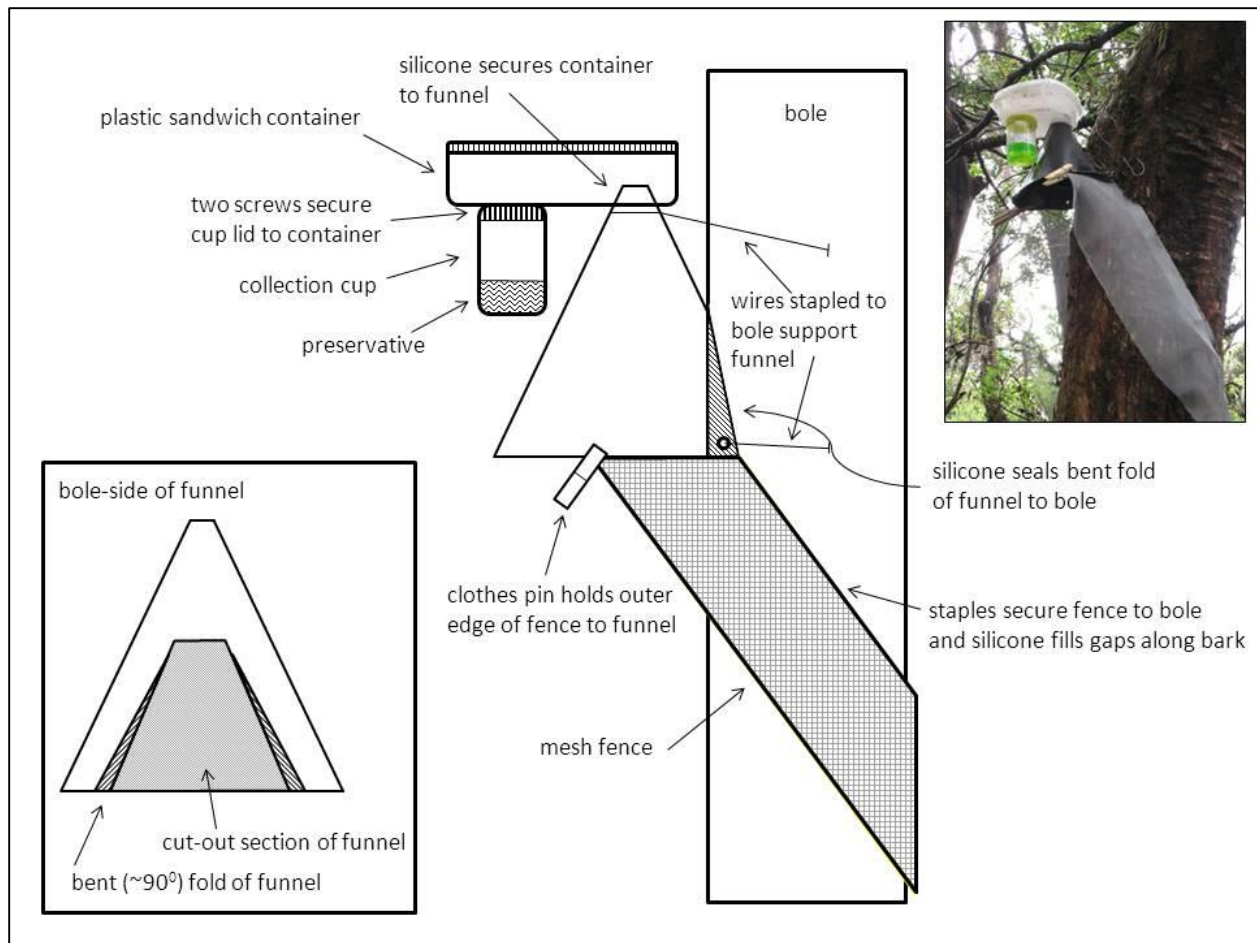 silicone secures container
to funnel
bole
plastic sandwich container
two screws secure
cup lid to container
collection cup
preservative
wires stapled to
bole support
funnel
silicone seals bent fold
of funnel to bole
clothes pin holds outer
edge of fence to funnel
staples secure fence to bole
and silicone fills gaps along bark
mesh fence
bole-side of funnel
cut-out section of funnel
bent (~90⁰) fold of funnel